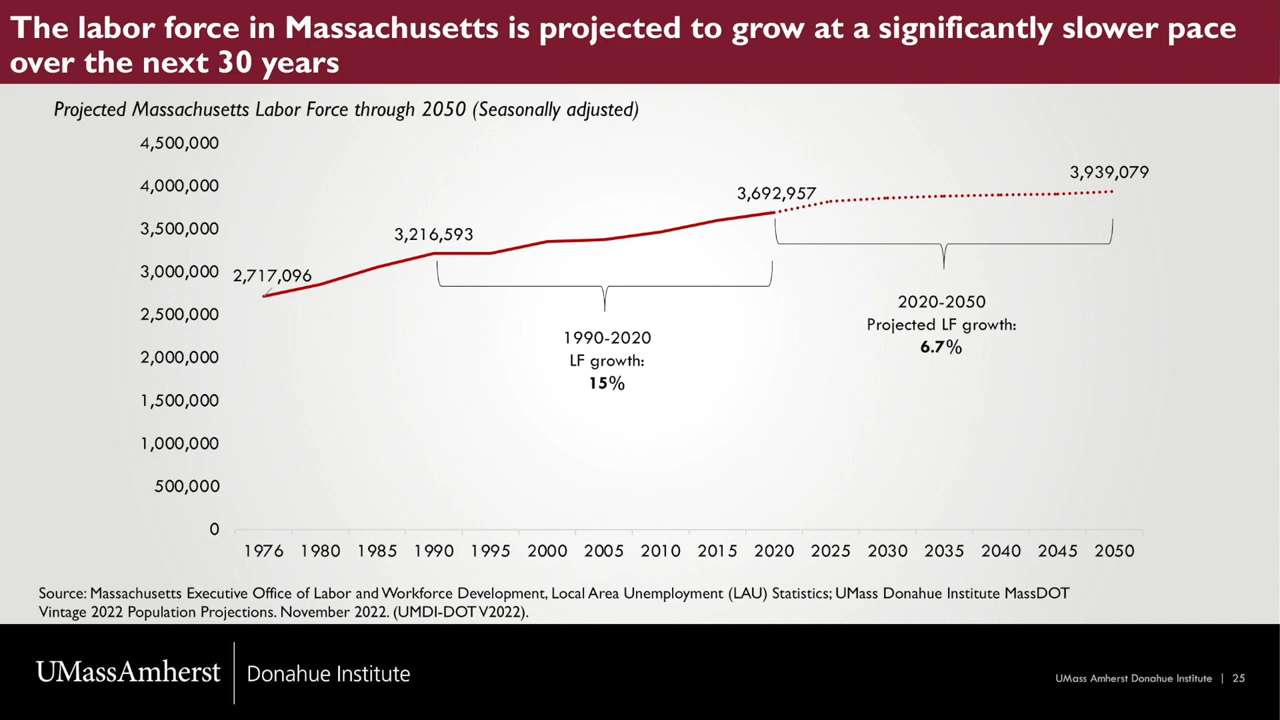 The labor force in Massachusetts is projected to grow at a significantly slower pace
over the next 30 years
Projected Massachusetts Labor Force through 2050 (Seasonally adjusted)
4,500,000
4,000,000
3,500,000
3,000,000
2,500,000
2,000,000
1,500,000
1,000,000
500,000
0
2,717,096
3,216,593
3,692,957
3,939,079
1990-2020
LF growth:
15%
2020-2050
Projected LF growth:
6.7%
1976 1980 1985 1990 1995 2000 2005 2010 2015 2020 2025 2030 2035 2040 2045 2050
Source: Massachusetts Executive Office of Labor and Workforce Development, Local Area Unemployment (LAU) Statistics; UMass Donahue Institute MassDOT
Vintage 2022 Population Projections. November 2022. (UMDI-DOT V2022).
UMassAmherst | Donahue Institute
UMass Amherst Donahue Institute | 25